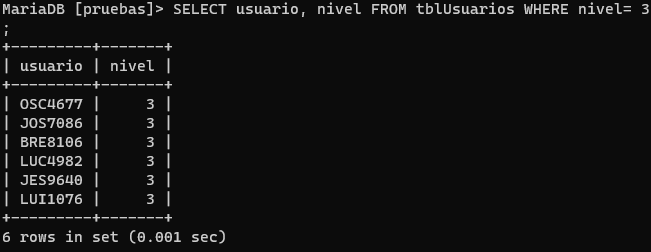 MariaDB [pruebas]> SELECT usuario, nivel FROM tblUsuarios WHERE nivel= 3
;
+---------+-------+
| usuario | nivel |
+---------+-------+
| OSC4677 |     3 |
| JOS7086 |     3 |
| BRE8106 |     3 |
| LUC4982 |     3 |
| JES9640 |     3 |
| LUI1076 |     3 |
+---------+-------+
6 rows in set (0.001 sec)